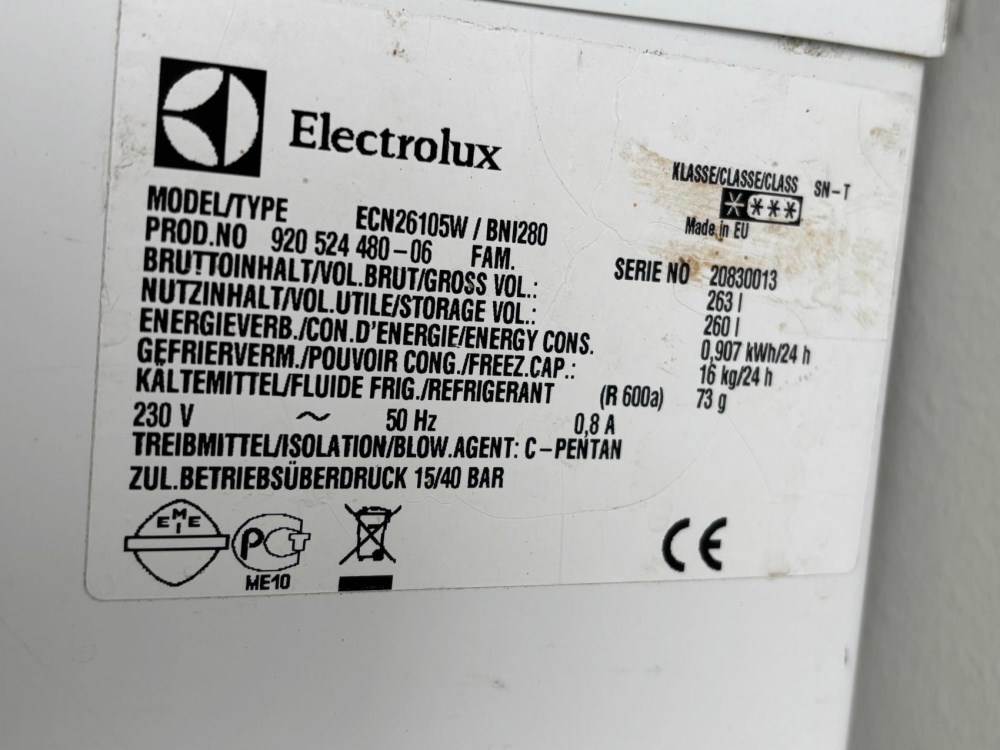 Electrolux
KLASSE/CLASSE/CLASS SN-T
Made in EU
MODEL/TYPE ECN26105W / BNI280
PROD.NO 920 524 480-06 FAM. SERIE NO 20830013
BRUTTOINHALT/VOL.BRUT/GROSS VOL.: 263 l
NUTZINHALT/VOL.UTILE/STORAGE VOL.: 260 l
ENERGIEVERB./CON.D'ENERGIE/ENERGY CONS. 0,907 kWh/24 h
GEFRIERVERM./POUVOIR CONG./FREEZ.CAP.: 16 kg/24 h
KÄLTEMITTEL/FLUIDE FRIG./REFRIGERANT (R 600a) 73 g
230 V ~ 50 Hz 0,8 A
TREIBMITTEL/ISOLATION/BLOW.AGENT: C-PENTAN
ZUL.BETRIEBSÜBERDRUCK 15/40 BAR
EMEI E
PCT
ME10
CE